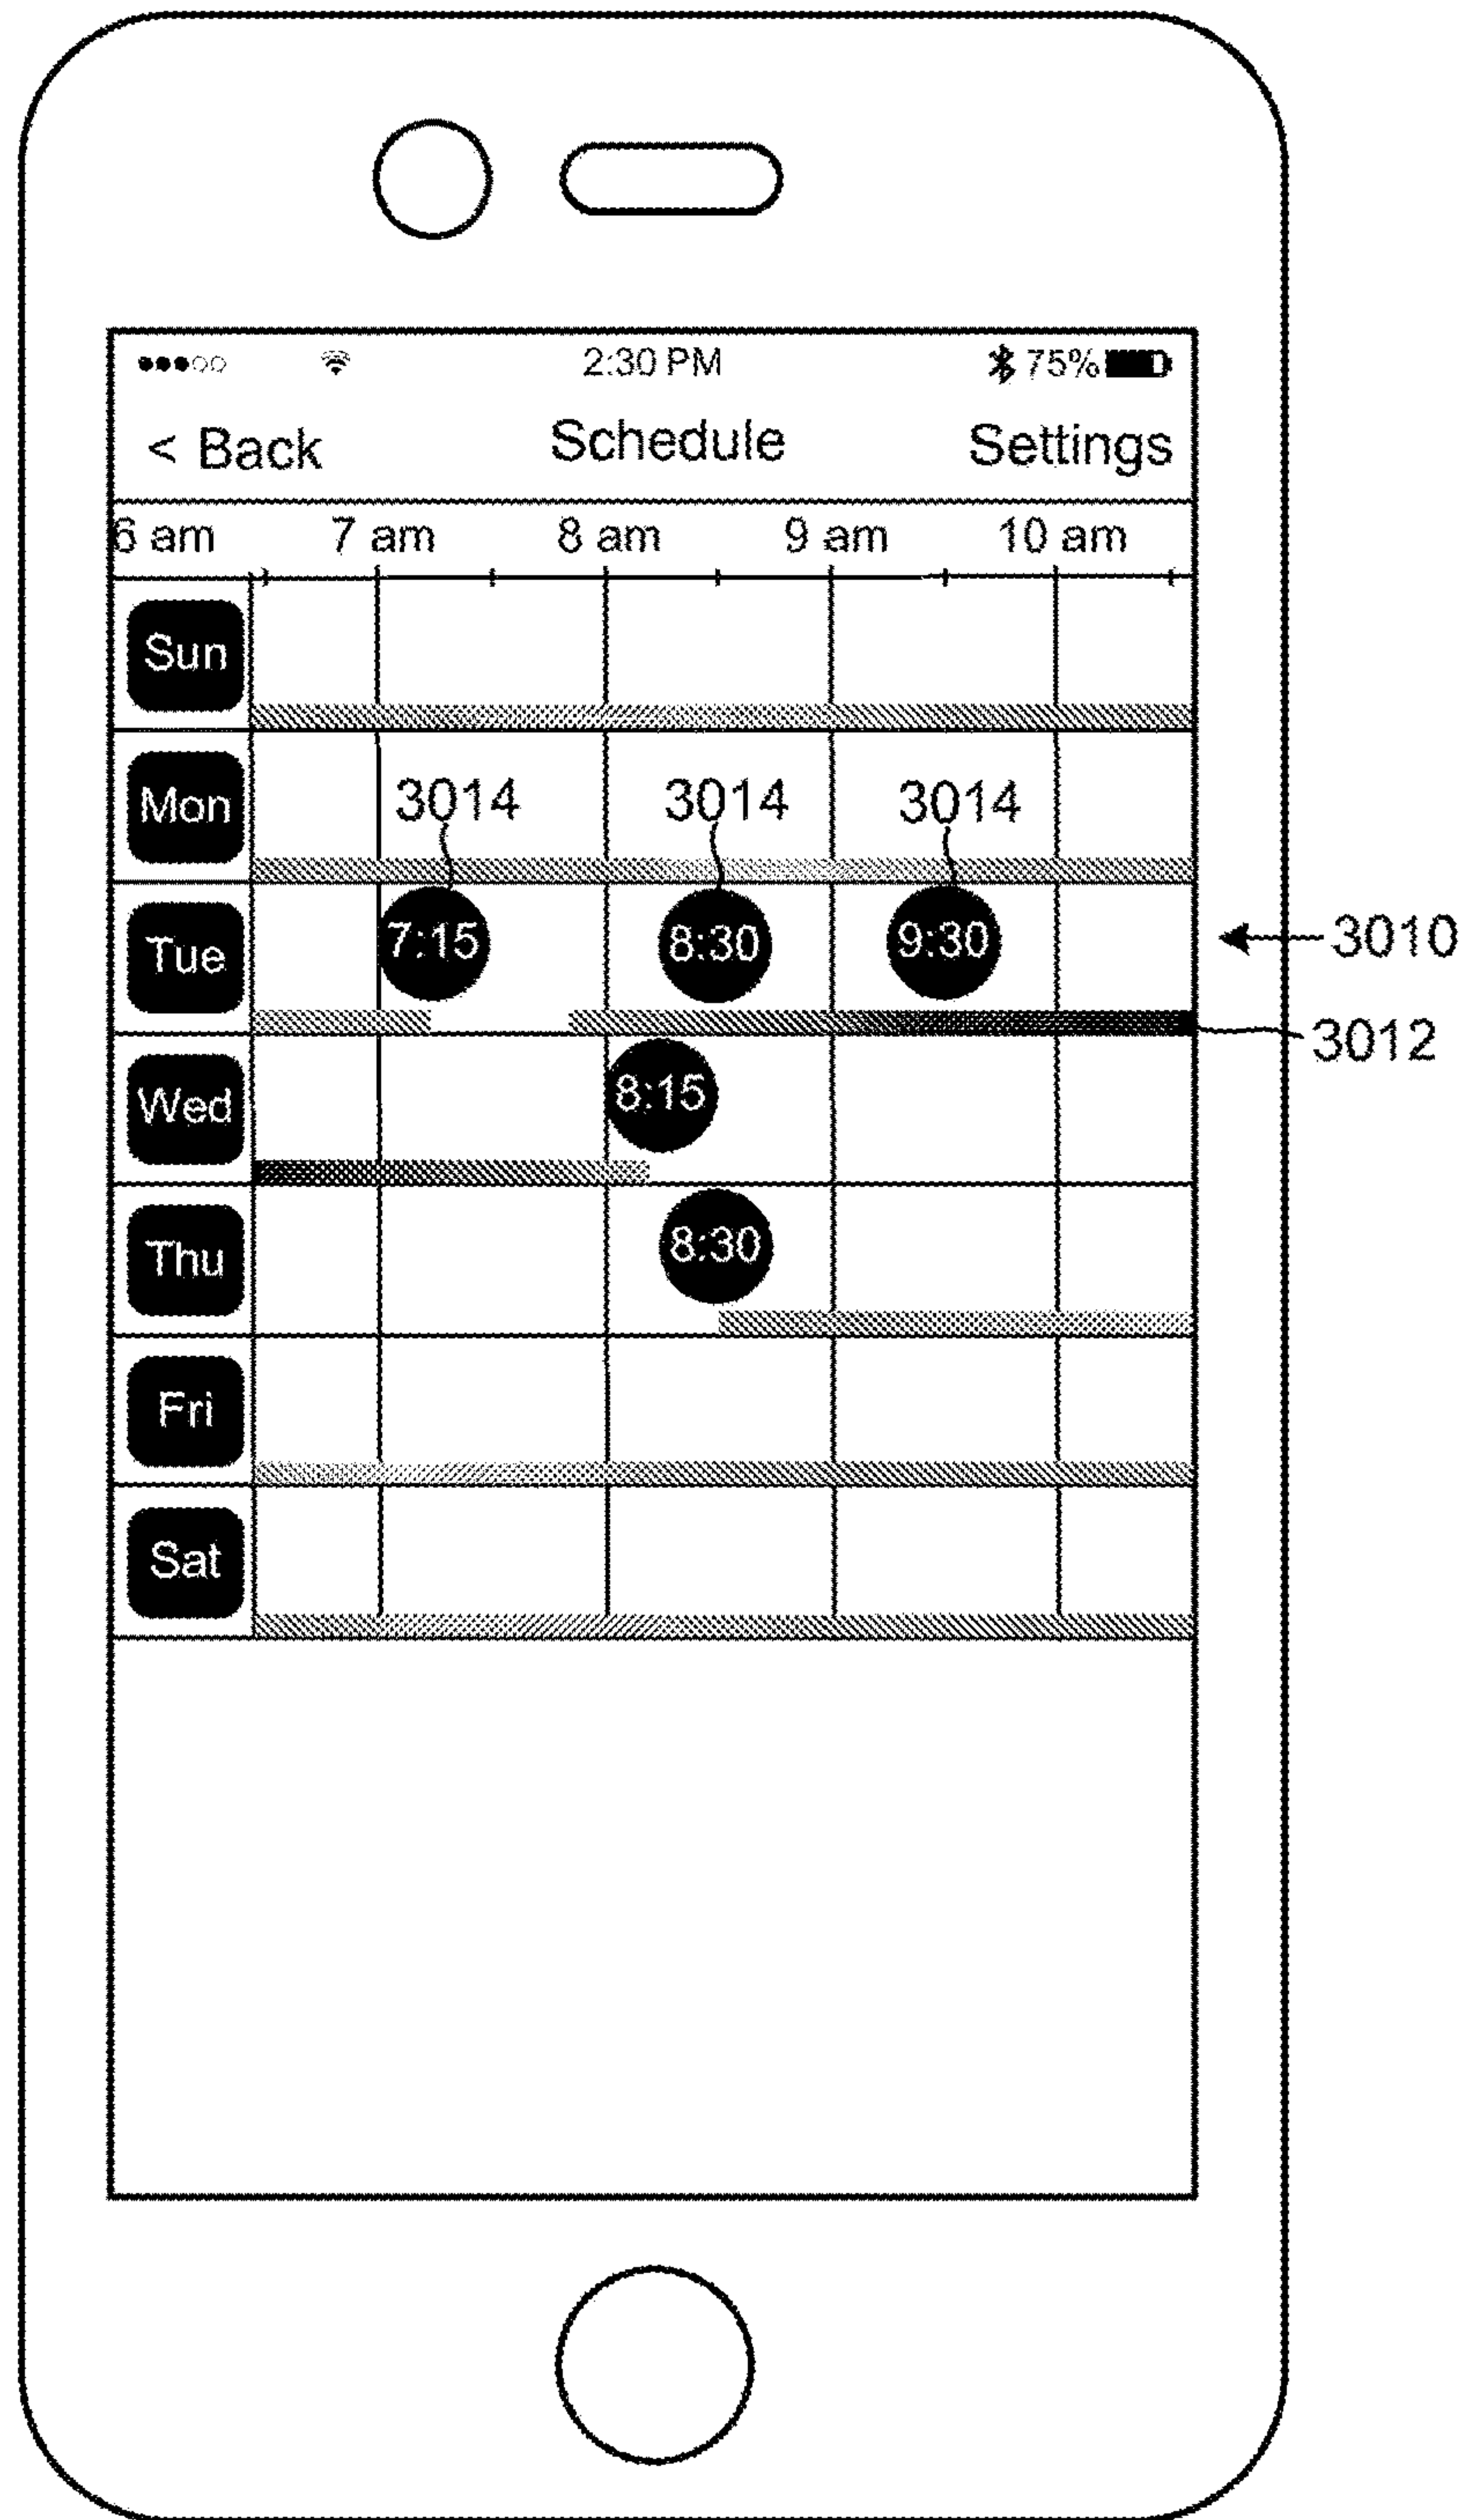 2:30 PM 75%
< Back Schedule Settings
6 am 7 am 8 am 9 am 10 am
Sun
Mon 3014 3014 3014
Tue 7:15 8:30 9:30 3010
3012
Wed 8:15
Thu 8:30
Fri
Sat